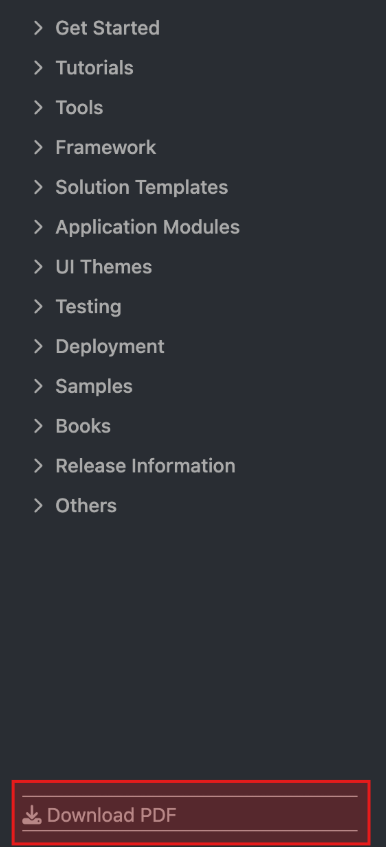 Get Started
Tutorials
Tools
Framework
Solution Templates
Application Modules
UI Themes
Testing
Deployment
Samples
Books
Release Information
Others
Download PDF